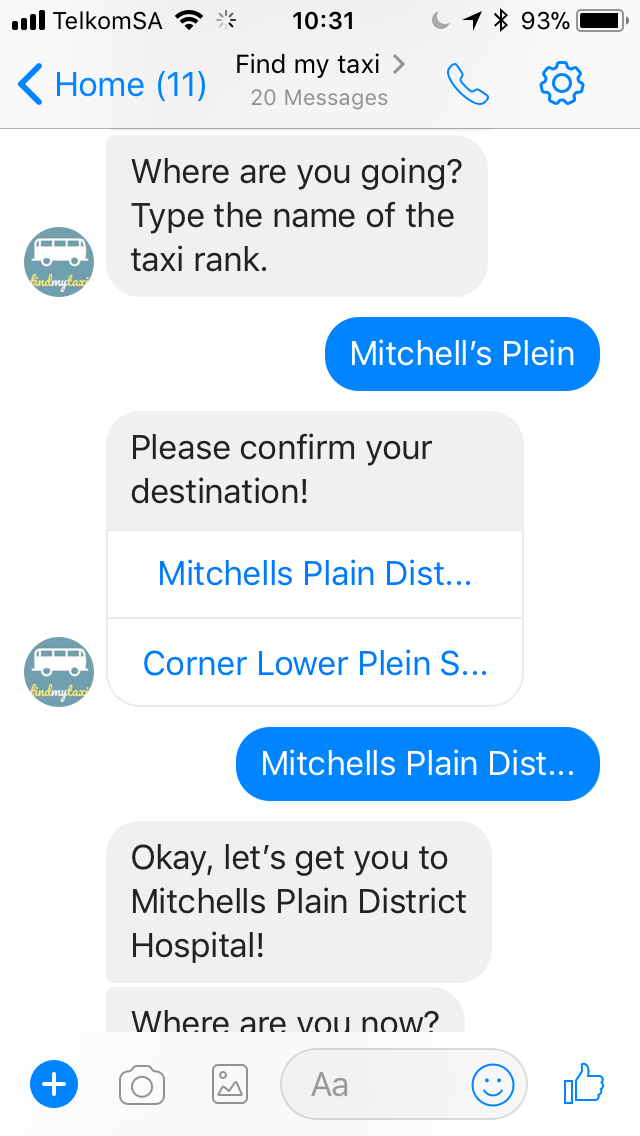 TelkomSA 10:31 93%
Home (11) Find my taxi
20 Messages
Where are you going?
Type the name of the
taxi rank.
findmytaxi
Mitchell’s Plein
Please confirm your
destination!
Mitchells Plain Dist...
Corner Lower Plein S...
findmytaxi
Mitchells Plain Dist...
Okay, let’s get you to
Mitchells Plain District
Hospital!
Where are you now?
Aa